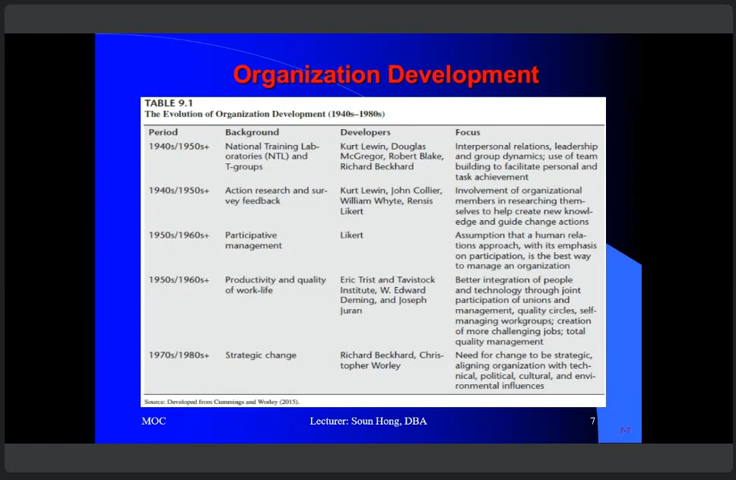 Organization Development
TABLE 9.1
The Evolution of Organization Development (1940s–1980s)
Period Background Developers Focus
1940s/1950s+ National Training Lab- Kurt Lewin, Douglas Interpersonal relations, leadership
oratories (NTL) and McGregor, Robert Blake, and group dynamics; use of team
T-groups Richard Beckhard building to facilitate personal and
task achievement
1940s/1950s+ Action research and sur- Kurt Lewin, John Collier, Involvement of organizational
vey feedback William Whyte, Rensis members in researching them-
Likert selves to help create new knowl-
edge and guide change actions
1950s/1960s+ Participative Likert Assumption that a human rela-
management tions approach, with its emphasis
on participation, is the best way
to manage an organization
1950s/1960s+ Productivity and quality Eric Trist and Tavistock Better integration of people
of work-life Institute, W. Edward and technology through joint
Deming, and Joseph participation of unions and
Juran management, quality circles, self-
managing workgroups; creation
of more challenging jobs; total
quality management
1970s/1980s+ Strategic change Richard Beckhard, Chris- Need for change to be strategic,
topher Worley aligning organization with tech-
nical, political, cultural, and envi-
ronmental influences
Source: Developed from Cummings and Worley (2015).
MOC Lecturer: Soun Hong, DBA 7
7-7